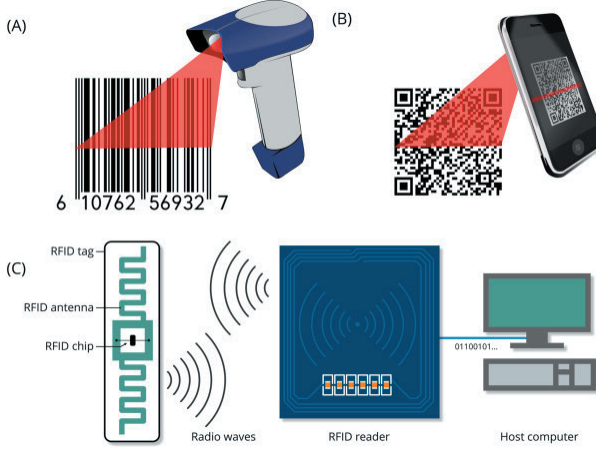 (A)
(B)
6 10762 56932 7
(C)
RFID tag
RFID antenna
RFID chip
01100101...
Radio waves
RFID reader
Host computer